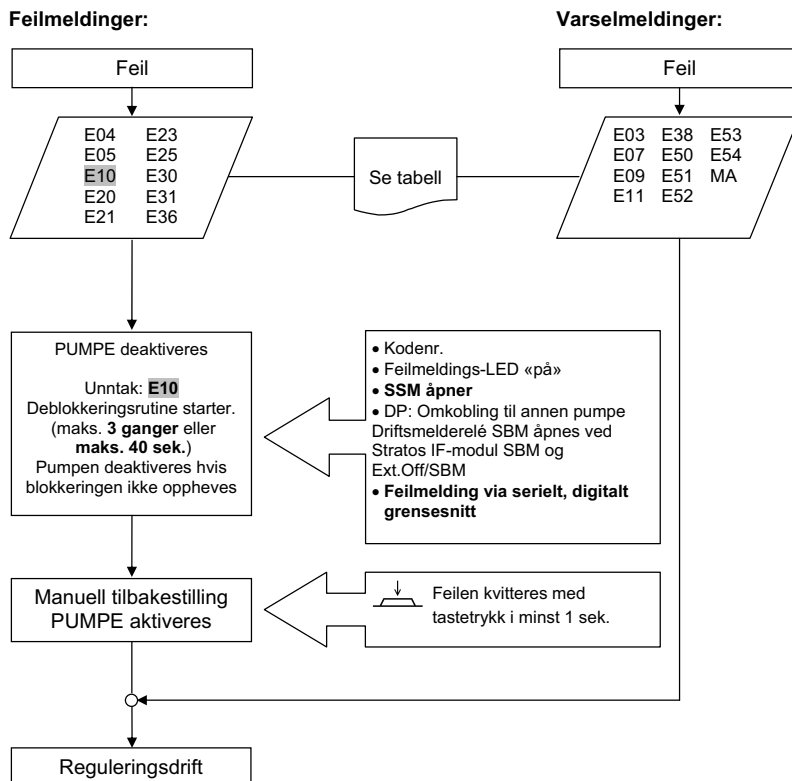 Feilmeldinger:
Varselmeldinger:
Feil
Feil
E04 E23
E05 E25
E10 E30
E20 E31
E21 E36
Se tabell
E03 E38 E53
E07 E50 E54
E09 E51 MA
E11 E52
PUMPE deaktiveres
Unntak: E10
Deblokkeringsrutine starter.
(maks. 3 ganger eller
maks. 40 sek.)
Pumpen deaktiveres hvis
blokkeringen ikke oppheves
• Kodenr.
• Feilmeldings-LED «på»
• SSM åpner
• DP: Omkobling til annen pumpe
Driftsmelderelé SBM åpnes ved
Stratos IF-modul SBM og
Ext.Off/SBM
• Feilmelding via serielt, digitalt
grensesnitt
Manuell tilbakestilling
PUMPE aktiveres
Feilen kvitteres med
tastetrykk i minst 1 sek.
Reguleringsdrift